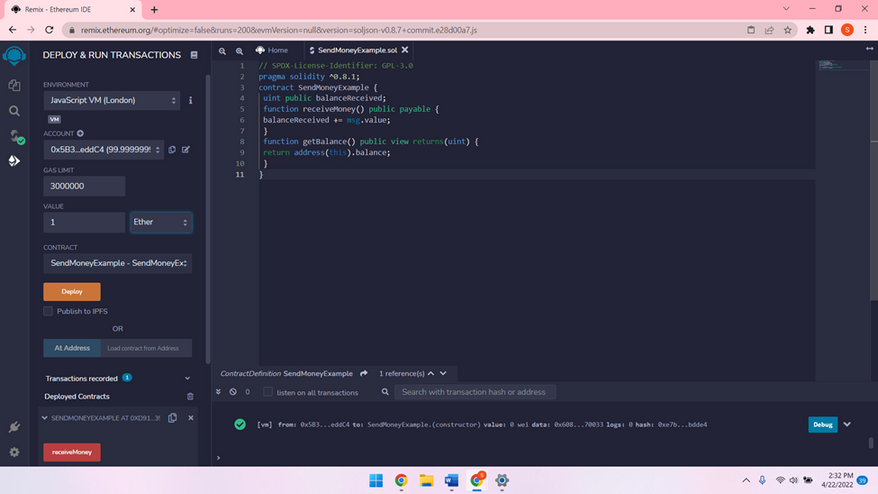 Remix - Ethereum IDE
remix.ethereum.org/#optimize=false&runs=200&evmVersion=null&version=soljson-v0.8.7+commit.e28d00a7.js
S
DEPLOY & RUN TRANSACTIONS
ENVIRONMENT
JavaScript VM (London)
VM
ACCOUNT
0x5B3...eddC4 (99.9999999
GAS LIMIT
3000000
VALUE
1
Ether
CONTRACT
SendMoneyExample - SendMoneyEx
Deploy
Publish to IPFS
OR
At Address
Load contract from Address
Transactions recorded 1
Deployed Contracts
SENDMONEYEXAMPLE AT 0XD91...39
receiveMoney
Home
SendMoneyExample.sol
1 // SPDX-License-Identifier: GPL-3.0
2 pragma solidity ^0.8.1;
3 contract SendMoneyExample {
4 uint public balanceReceived;
5 function receiveMoney() public payable {
6 balanceReceived += msg.value;
7 }
8 function getBalance() public view returns(uint) {
9 return address(this).balance;
10 }
11 }
ContractDefinition SendMoneyExample 1 reference(s)
0 listen on all transactions
Search with transaction hash or address
[vm] from: 0x5B3...eddC4 to: SendMoneyExample.(constructor) value: 0 wei data: 0x608...70033 logs: 0 hash: 0xe7b...bdde4
Debug
>
2:32 PM
4/22/2022
39